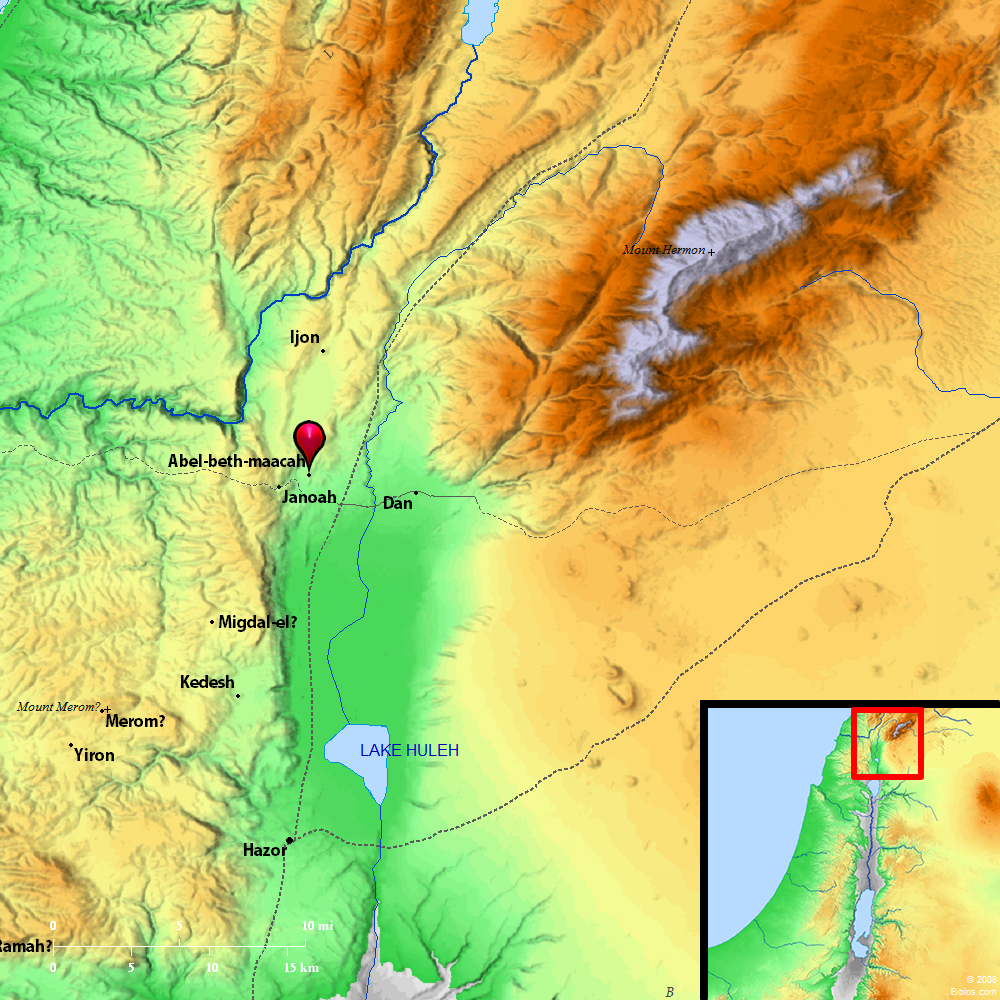 L
Mount Hermon
Ijon
Abel-beth-maacah
Janoah
Dan
Migdal-el?
Kedesh
Mount Merom?
Merom?
Yiron
LAKE HULEH
Hazor
0 5 10 mi
Ramah?
0 5 10 15 km
B
© 2008
Biblos.com